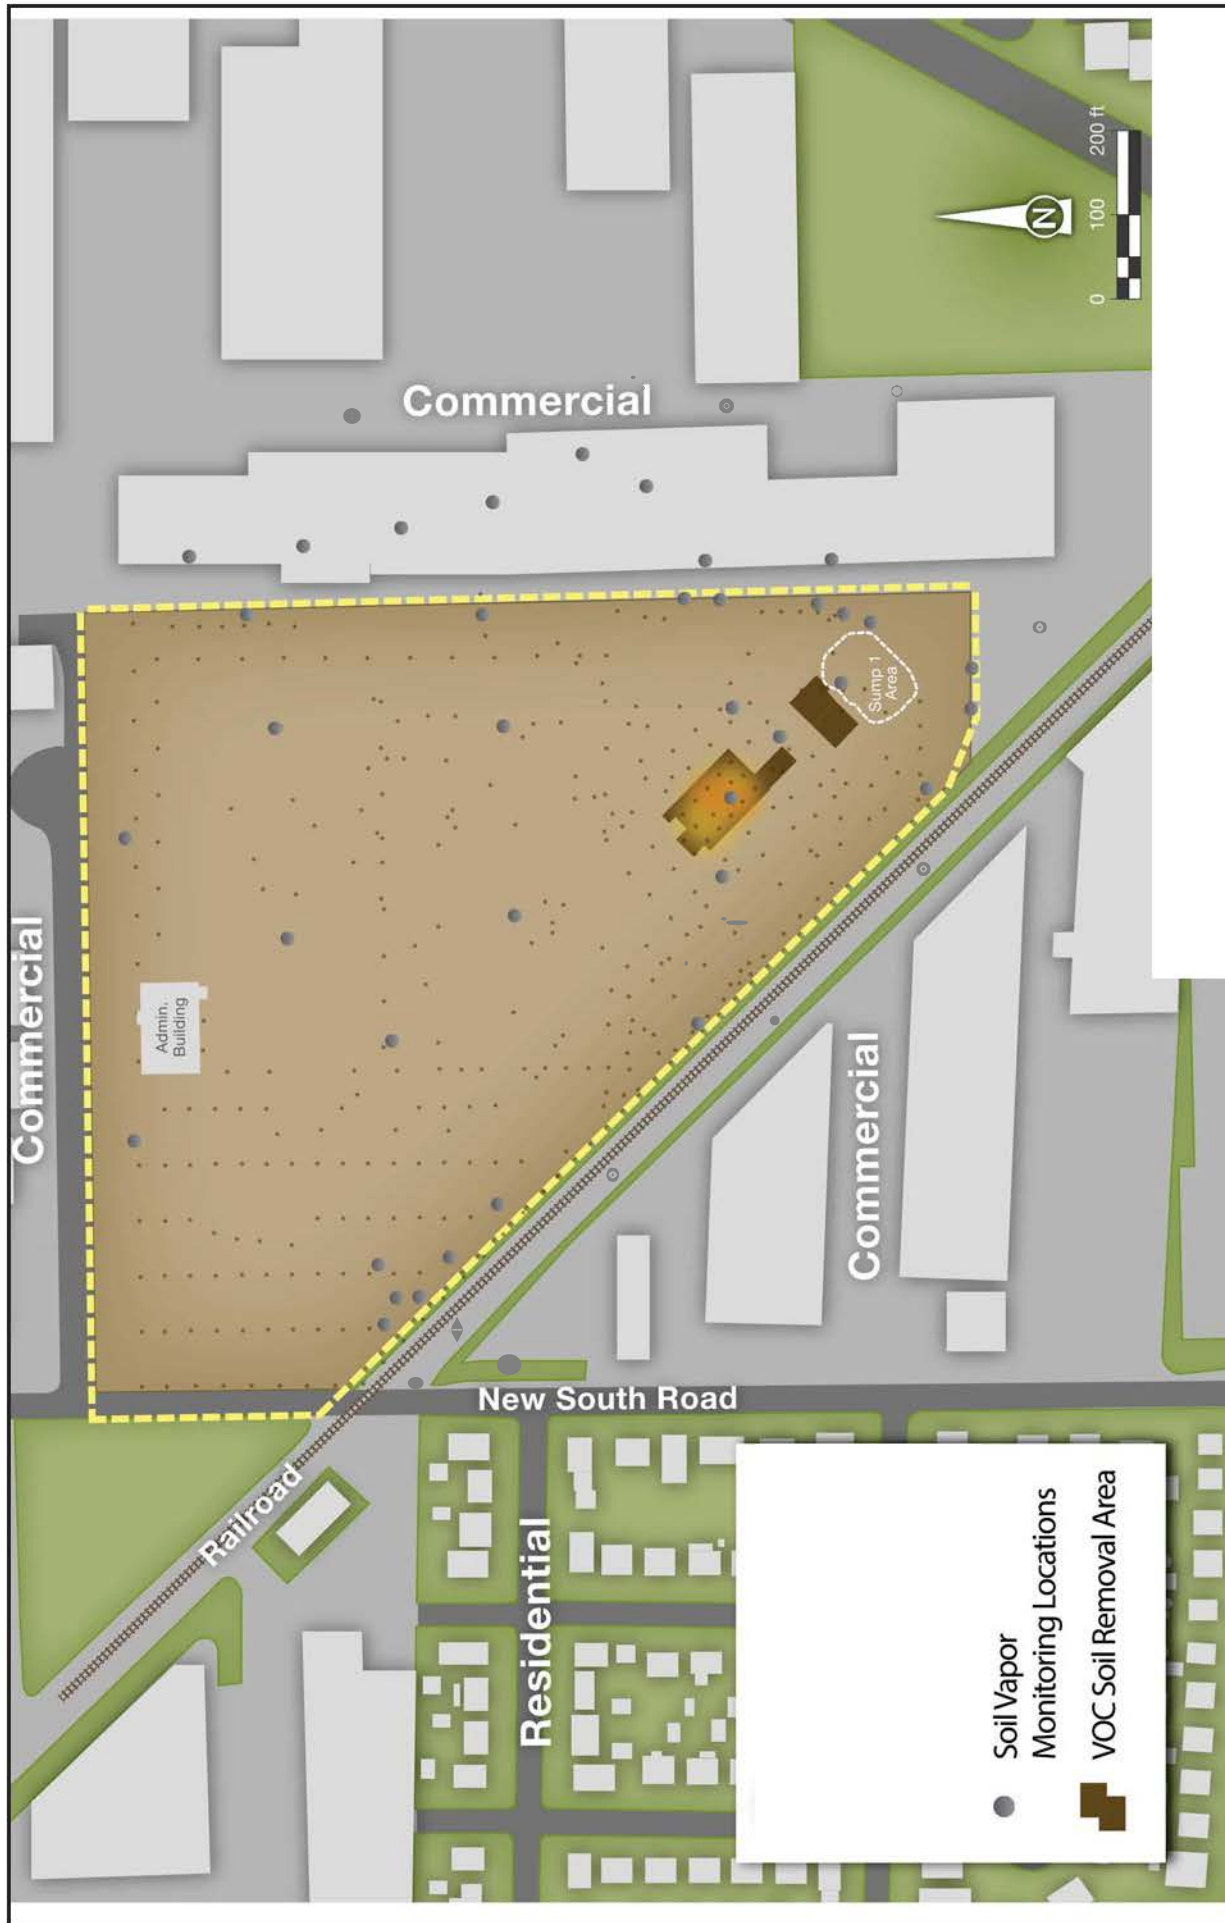 Commercial
Commercial
Admin.
Building
Sump 1
Area
N
0 100 200 ft
Commercial
New South Road
Railroad
Residential
Soil Vapor
Monitoring Locations
VOC Soil Removal Area